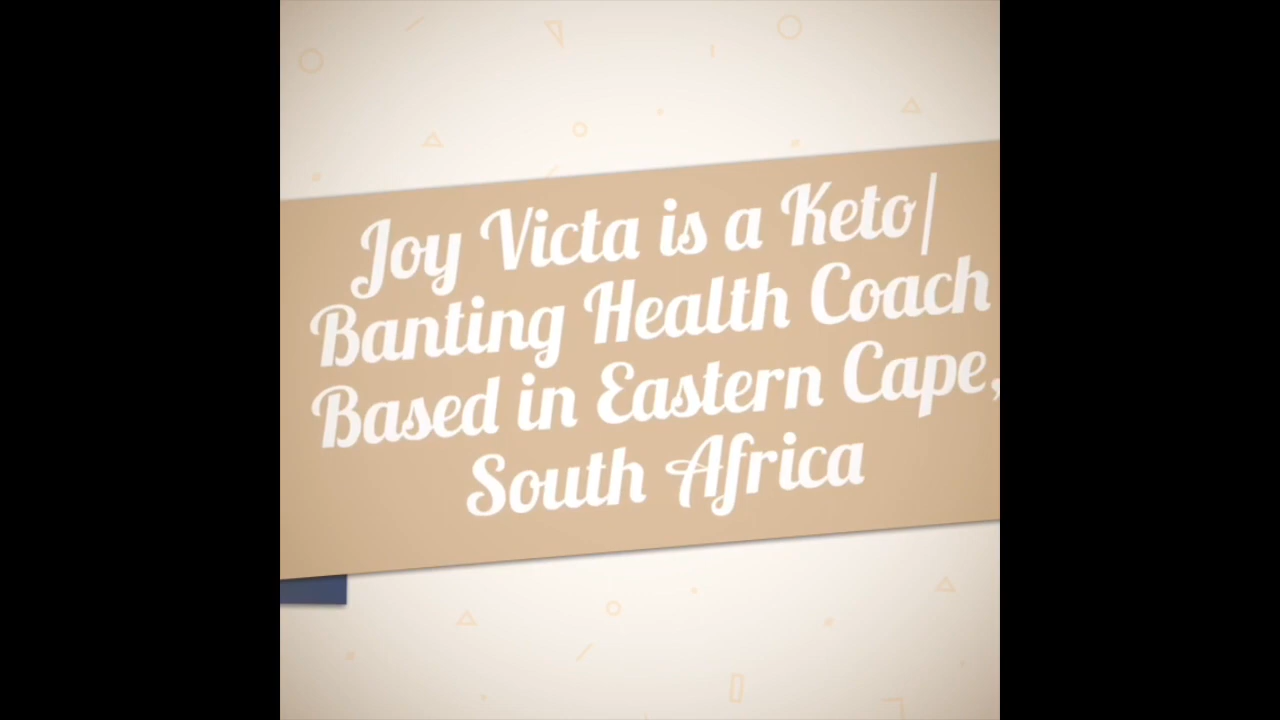 Joy Victa is a Keto/
Banting Health Coach
Based in Eastern Cape,
South Africa